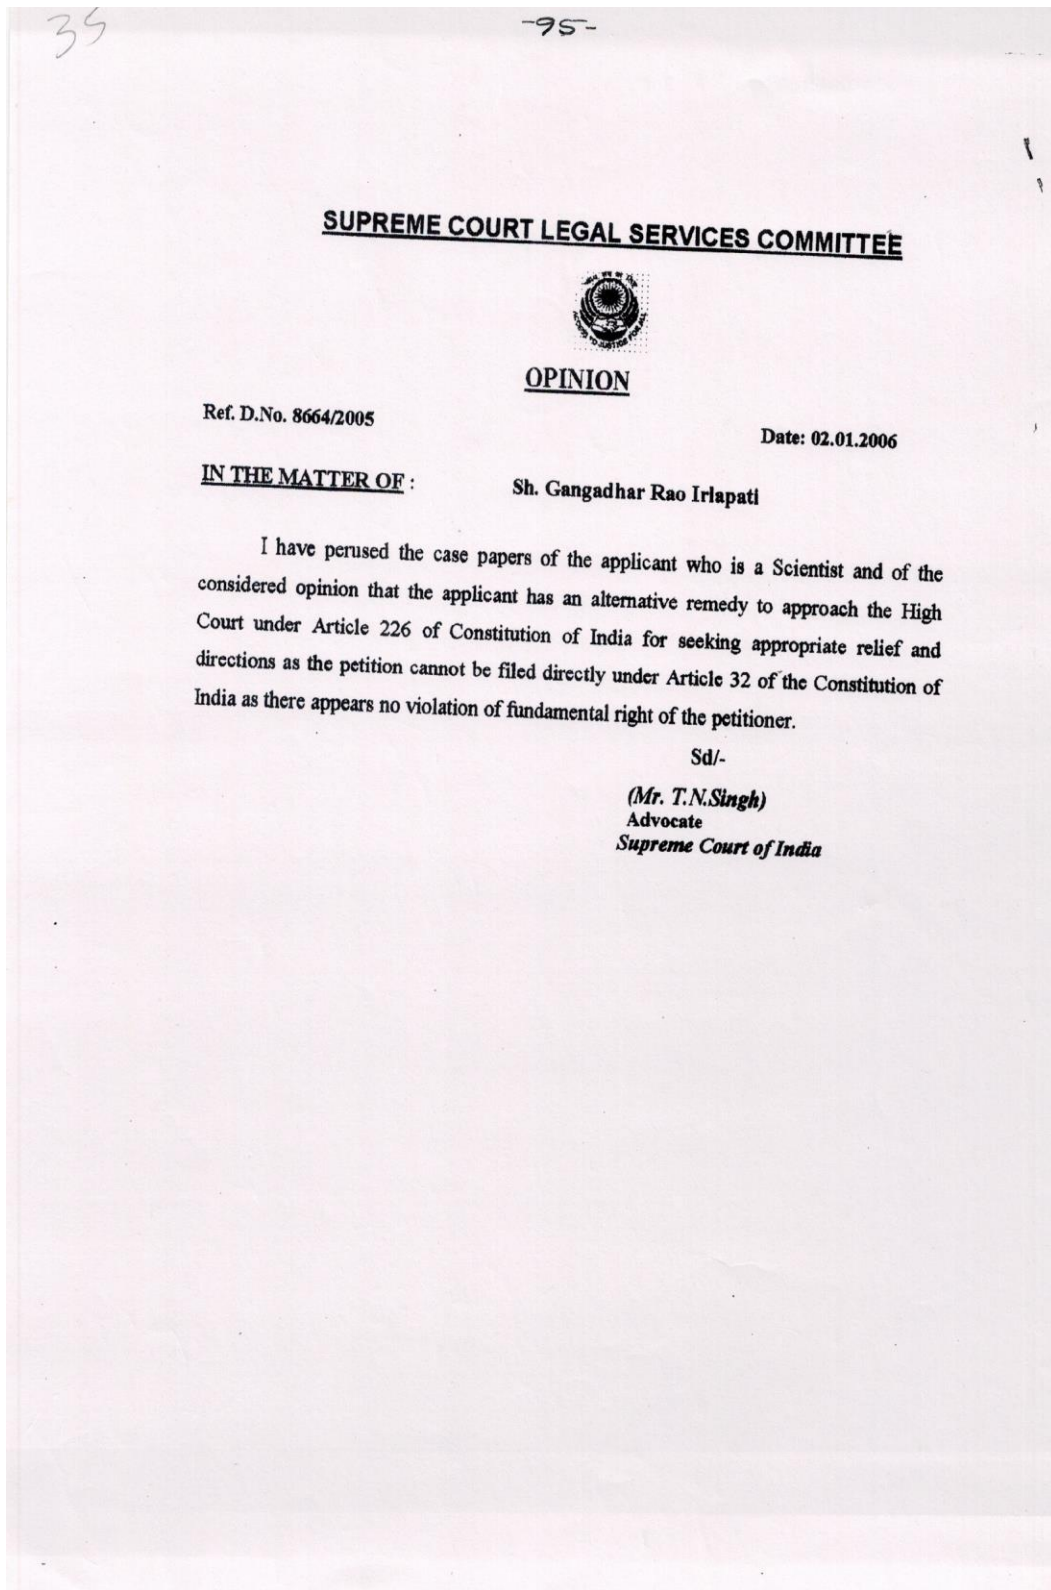 35
-95-
SUPREME COURT LEGAL SERVICES COMMITTEE
ACCESS TO JUSTICE FOR ALL
OPINION
Ref. D.No. 8664/2005
Date: 02.01.2006
IN THE MATTER OF : Sh. Gangadhar Rao Irlapati
I have perused the case papers of the applicant who is a Scientist and of the
considered opinion that the applicant has an alternative remedy to approach the High
Court under Article 226 of Constitution of India for seeking appropriate relief and
directions as the petition cannot be filed directly under Article 32 of the Constitution of
India as there appears no violation of fundamental right of the petitioner.
Sd/-
(Mr. T.N.Singh)
Advocate
Supreme Court of India